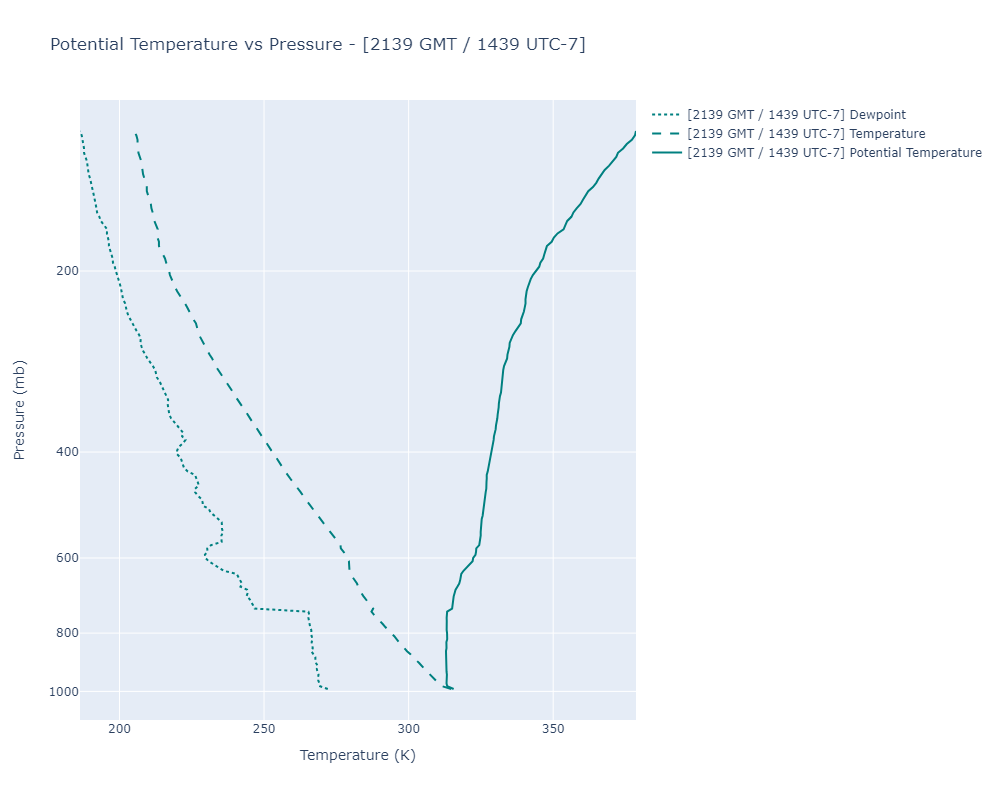 Potential Temperature vs Pressure - [2139 GMT / 1439 UTC-7]
[2139 GMT / 1439 UTC-7] Dewpoint
[2139 GMT / 1439 UTC-7] Temperature
[2139 GMT / 1439 UTC-7] Potential Temperature
200
400
600
800
1000
Pressure (mb)
200
250
300
350
Temperature (K)